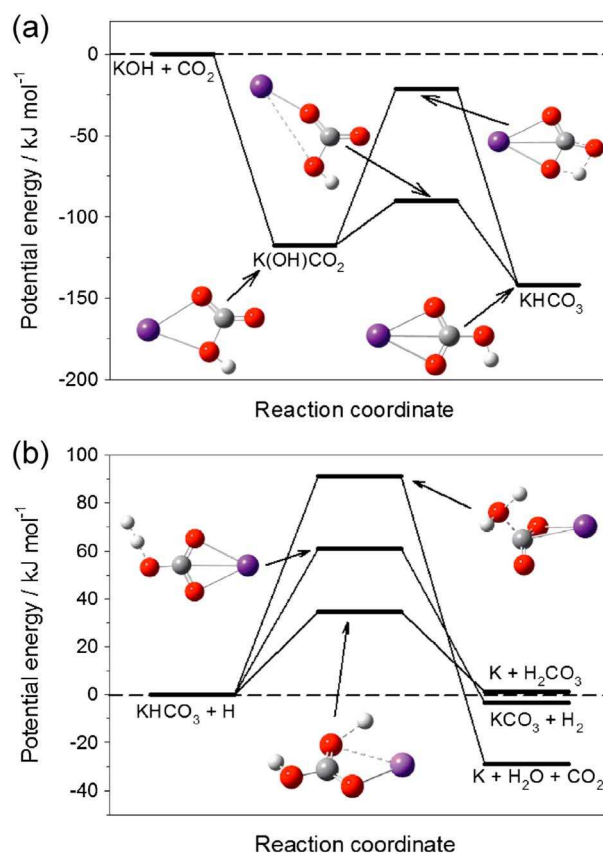 (a)
0
-50
-100
-150
-200
Potential energy / kJ mol⁻¹
KOH + CO₂
K(OH)CO₂
KHCO₃
Reaction coordinate
(b)
100
80
60
40
20
0
-20
-40
Potential energy / kJ mol⁻¹
KHCO₃ + H
K + H₂CO₃
KCO₃ + H₂
K + H₂O + CO₂
Reaction coordinate